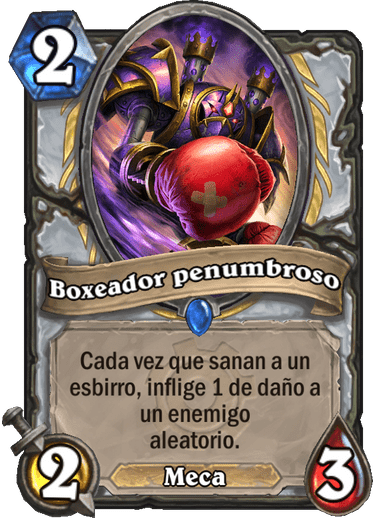 2
Boxeador penumbroso
Cada vez que sanan a un
esbirro, inflige 1 de daño a
un enemigo
aleatorio.
2
Meca
3